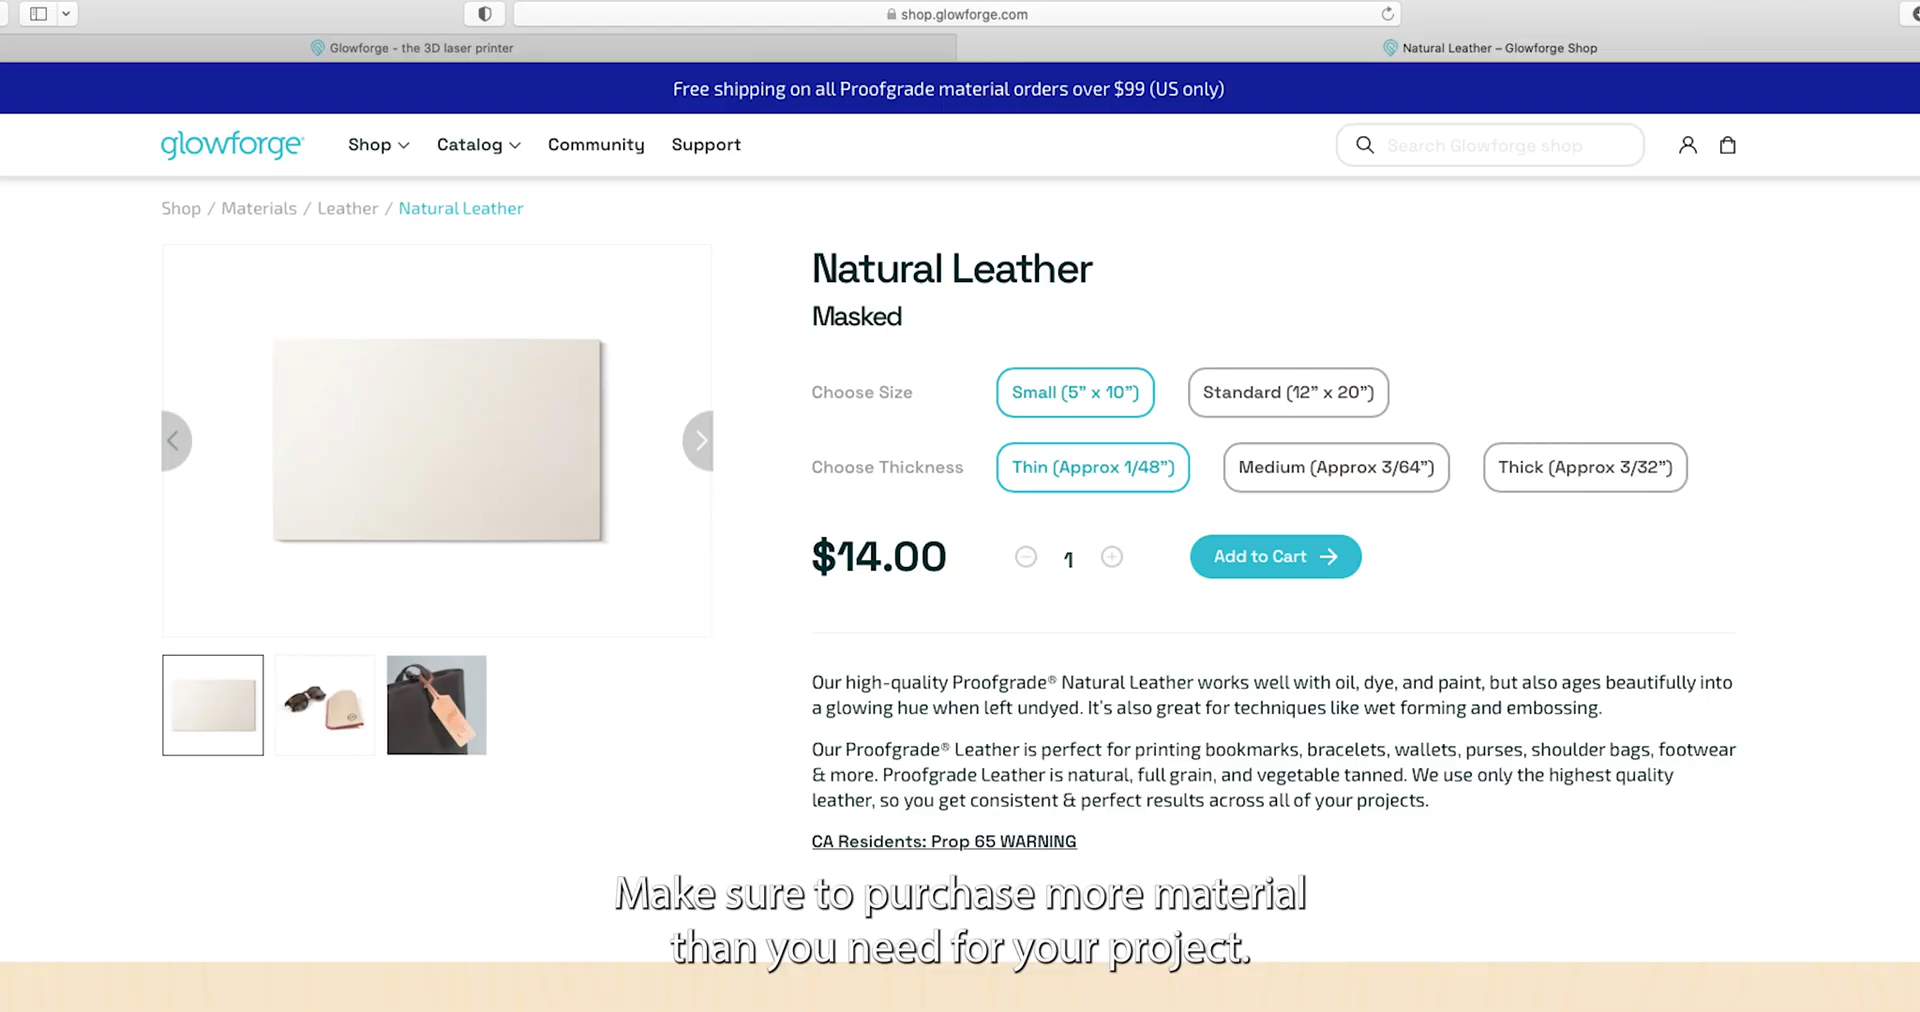 shop.glowforge.com
Glowforge - the 3D laser printer
Natural Leather – Glowforge Shop
Free shipping on all Proofgrade material orders over $99 (US only)
glowforge
Shop
Catalog
Community
Support
Search Glowforge shop
Shop / Materials / Leather / Natural Leather
Natural Leather
Masked
Choose Size
Small (5” x 10”)
Standard (12” x 20”)
Choose Thickness
Thin (Approx 1/48”)
Medium (Approx 3/64”)
Thick (Approx 3/32”)
$14.00
1
Add to Cart
Our high-quality Proofgrade® Natural Leather works well with oil, dye, and paint, but also ages beautifully into
a glowing hue when left undyed. It's also great for techniques like wet forming and embossing.
Our Proofgrade® Leather is perfect for printing bookmarks, bracelets, wallets, purses, shoulder bags, footwear
& more. Proofgrade Leather is natural, full grain, and vegetable tanned. We use only the highest quality
leather, so you get consistent & perfect results across all of your projects.
CA Residents: Prop 65 WARNING
Make sure to purchase more material
than you need for your project.